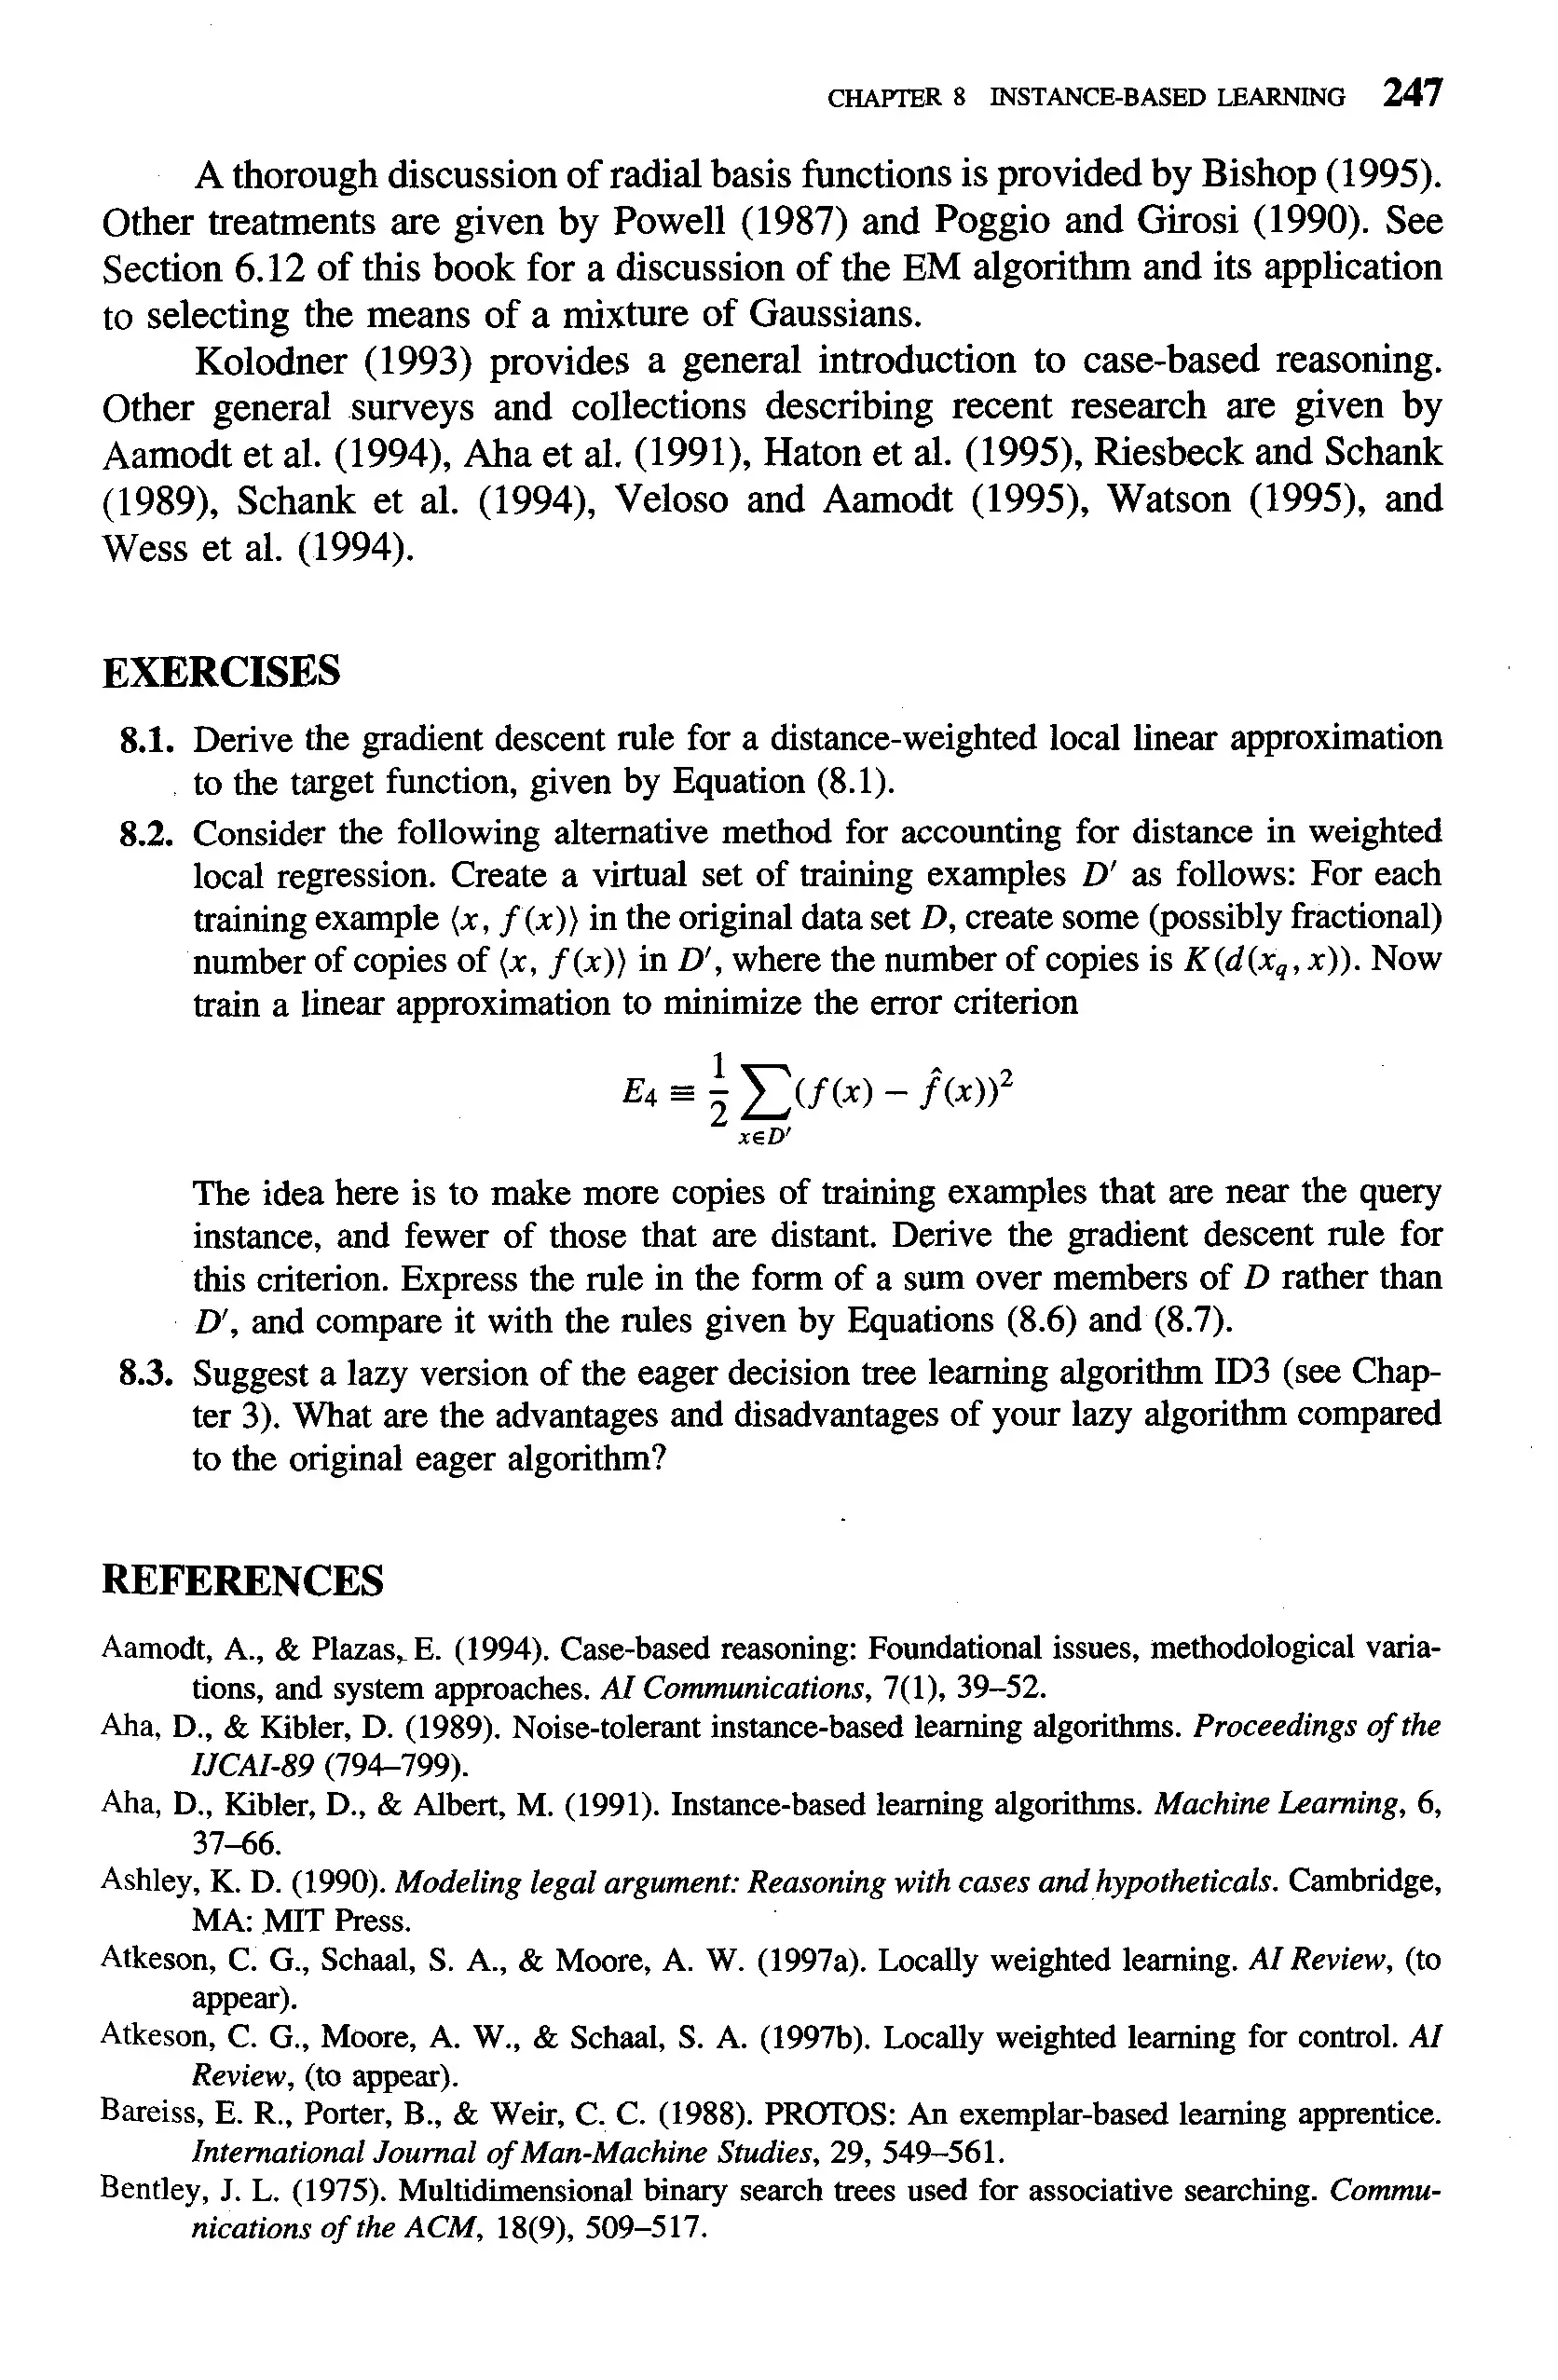 CHAPTER 8 INSTANCE-BASED LEARNING 247
A thorough discussion of radial basis functions is provided by Bishop (1995).
Other treatments are given by Powell (1987) and Poggio and Girosi (1990). See
Section 6.12 of this book for a discussion of the EM algorithm and its application
to selecting the means of a mixture of Gaussians.
Kolodner (1993) provides a general introduction to case-based reasoning.
Other general surveys and collections describing recent research are given by
Aamodt et al. (1994), Aha et al. (1991), Haton et al. (1995), Riesbeck and Schank
(1989), Schank et al. (1994), Veloso and Aamodt (1995), Watson (1995), and
Wess et al. (1994).
EXERCISES
8.1. Derive the gradient descent rule for a distance-weighted local linear approximation
to the target function, given by Equation (8.1).
8.2. Consider the following alternative method for accounting for distance in weighted
local regression. Create a virtual set of training examples D′ as follows: For each
training example ⟨x, f(x)⟩ in the original data set D, create some (possibly fractional)
number of copies of ⟨x, f(x)⟩ in D′, where the number of copies is K(d(x_q, x)). Now
train a linear approximation to minimize the error criterion
E₄ ≡ 1/2 ∑_{x∈D′} (f(x) − f̂(x))²
The idea here is to make more copies of training examples that are near the query
instance, and fewer of those that are distant. Derive the gradient descent rule for
this criterion. Express the rule in the form of a sum over members of D rather than
D′, and compare it with the rules given by Equations (8.6) and (8.7).
8.3. Suggest a lazy version of the eager decision tree learning algorithm ID3 (see Chap-
ter 3). What are the advantages and disadvantages of your lazy algorithm compared
to the original eager algorithm?
REFERENCES
Aamodt, A., & Plazas, E. (1994). Case-based reasoning: Foundational issues, methodological varia-
tions, and system approaches. AI Communications, 7(1), 39–52.
Aha, D., & Kibler, D. (1989). Noise-tolerant instance-based learning algorithms. Proceedings of the
IJCAI-89 (794–799).
Aha, D., Kibler, D., & Albert, M. (1991). Instance-based learning algorithms. Machine Learning, 6,
37–66.
Ashley, K. D. (1990). Modeling legal argument: Reasoning with cases and hypotheticals. Cambridge,
MA: MIT Press.
Atkeson, C. G., Schaal, S. A., & Moore, A. W. (1997a). Locally weighted learning. AI Review, (to
appear).
Atkeson, C. G., Moore, A. W., & Schaal, S. A. (1997b). Locally weighted learning for control. AI
Review, (to appear).
Bareiss, E. R., Porter, B., & Weir, C. C. (1988). PROTOS: An exemplar-based learning apprentice.
International Journal of Man-Machine Studies, 29, 549–561.
Bentley, J. L. (1975). Multidimensional binary search trees used for associative searching. Commu-
nications of the ACM, 18(9), 509–517.